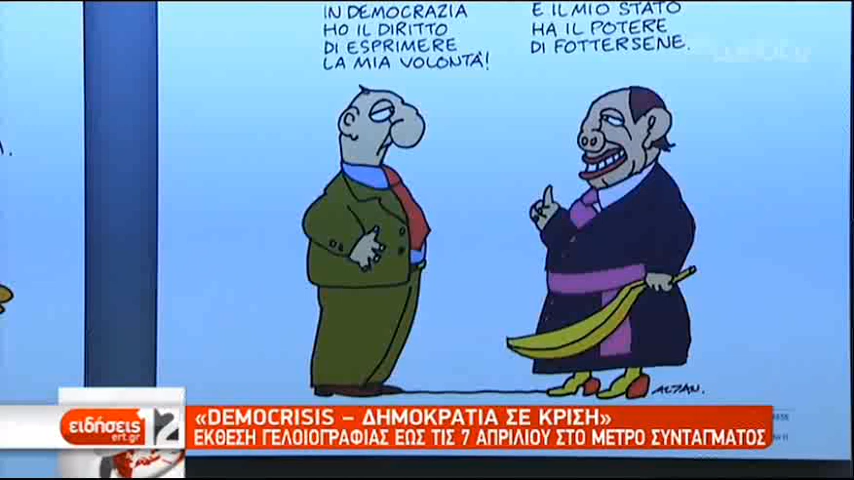 IN DEMOCRAZIA
HO IL DIRITTO
DI ESPRIMERE
LA MIA VOLONTÀ!
E IL MIO STATO
HA IL POTERE
DI FOTTERSENE.
webtv
ALTAN.
ειδήσεις
ert.gr
12
«DEMOCRISIS – ΔΗΜΟΚΡΑΤΙΑ ΣΕ ΚΡΙΣΗ»
ΕΚΘΕΣΗ ΓΕΛΟΙΟΓΡΑΦΙΑΣ ΕΩΣ ΤΙΣ 7 ΑΠΡΙΛΙΟΥ ΣΤΟ ΜΕΤΡΟ ΣΥΝΤΑΓΜΑΤΟΣ